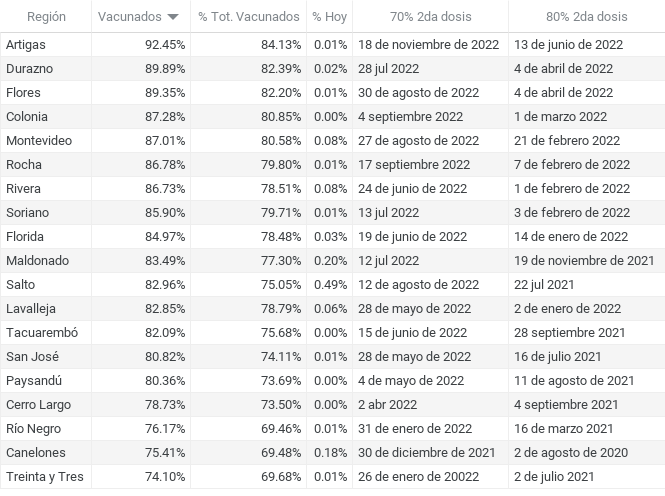 Región Vacunados % Tot. Vacunados % Hoy 70% 2da dosis 80% 2da dosis
Artigas 92.45% 84.13% 0.01% 18 de noviembre de 2022 13 de junio de 2022
Durazno 89.89% 82.39% 0.02% 28 jul 2022 4 de abril de 2022
Flores 89.35% 82.20% 0.01% 30 de agosto de 2022 4 de abril de 2022
Colonia 87.28% 80.85% 0.00% 4 septiembre 2022 1 de marzo 2022
Montevideo 87.01% 80.58% 0.08% 27 de agosto de 2022 21 de febrero 2022
Rocha 86.78% 79.80% 0.01% 17 septiembre 2022 7 de febrero de 2022
Rivera 86.73% 78.51% 0.08% 24 de junio de 2022 1 de febrero de 2022
Soriano 85.90% 79.71% 0.01% 13 jul 2022 3 de febrero de 2022
Florida 84.97% 78.48% 0.03% 19 de junio de 2022 14 de enero de 2022
Maldonado 83.49% 77.30% 0.20% 12 jul 2022 19 de noviembre de 2021
Salto 82.96% 75.05% 0.49% 12 de agosto de 2022 22 jul 2021
Lavalleja 82.85% 78.79% 0.06% 28 de mayo de 2022 2 de enero de 2022
Tacuarembó 82.09% 75.68% 0.00% 15 de junio de 2022 28 septiembre 2021
San José 80.82% 74.11% 0.01% 28 de mayo de 2022 16 de julio 2021
Paysandú 80.36% 73.69% 0.00% 4 de mayo de 2022 11 de agosto de 2021
Cerro Largo 78.73% 73.50% 0.00% 2 abr 2022 4 septiembre 2021
Río Negro 76.17% 69.46% 0.01% 31 de enero de 2022 16 de marzo 2021
Canelones 75.41% 69.48% 0.18% 30 de diciembre de 2021 2 de agosto de 2020
Treinta y Tres 74.10% 69.68% 0.01% 26 de enero de 20022 2 de julio 2021